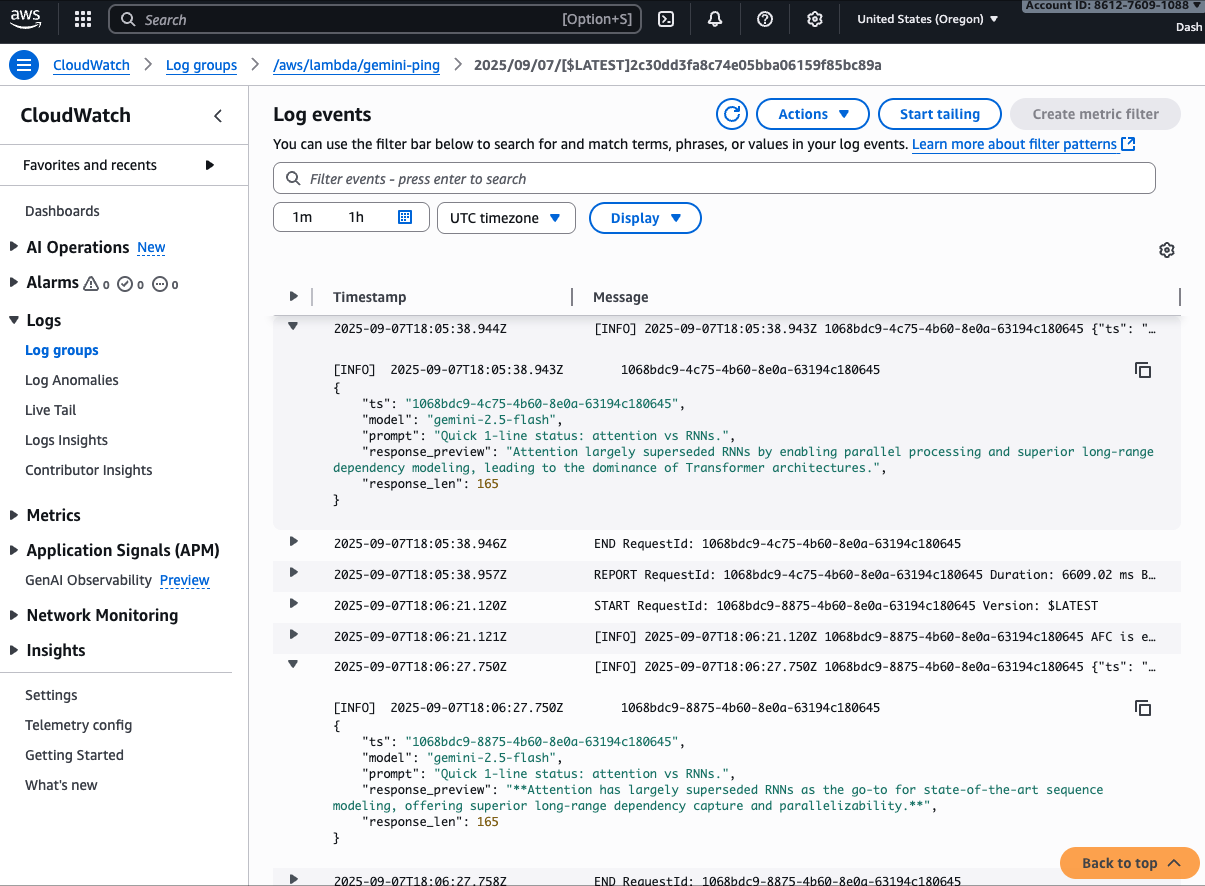 aws
Search [Option+S]
United States (Oregon)
Account ID: 8612-7609-1088
Dash
CloudWatch > Log groups > /aws/lambda/gemini-ping > 2025/09/07/[$LATEST]2c30dd3fa8c74e05bba06159f85bc89a
CloudWatch
Favorites and recents
Dashboards
AI Operations New
Alarms 0 0 0
Logs
Log groups
Log Anomalies
Live Tail
Logs Insights
Contributor Insights
Metrics
Application Signals (APM)
GenAI Observability Preview
Network Monitoring
Insights
Settings
Telemetry config
Getting Started
What's new
Log events
Actions
Start tailing
Create metric filter
You can use the filter bar below to search for and match terms, phrases, or values in your log events. Learn more about filter patterns
Filter events - press enter to search
1m 1h
UTC timezone
Display
Timestamp Message
2025-09-07T18:05:38.944Z [INFO] 2025-09-07T18:05:38.943Z 1068bdc9-4c75-4b60-8e0a-63194c180645 {"ts": "…
[INFO] 2025-09-07T18:05:38.943Z 1068bdc9-4c75-4b60-8e0a-63194c180645
{
"ts": "1068bdc9-4c75-4b60-8e0a-63194c180645",
"model": "gemini-2.5-flash",
"prompt": "Quick 1-line status: attention vs RNNs.",
"response_preview": "Attention largely superseded RNNs by enabling parallel processing and superior long-range
dependency modeling, leading to the dominance of Transformer architectures.",
"response_len": 165
}
2025-09-07T18:05:38.946Z END RequestId: 1068bdc9-4c75-4b60-8e0a-63194c180645
2025-09-07T18:05:38.957Z REPORT RequestId: 1068bdc9-4c75-4b60-8e0a-63194c180645 Duration: 6609.02 ms B…
2025-09-07T18:06:21.120Z START RequestId: 1068bdc9-8875-4b60-8e0a-63194c180645 Version: $LATEST
2025-09-07T18:06:21.121Z [INFO] 2025-09-07T18:06:21.120Z 1068bdc9-8875-4b60-8e0a-63194c180645 AFC is e…
2025-09-07T18:06:27.750Z [INFO] 2025-09-07T18:06:27.750Z 1068bdc9-8875-4b60-8e0a-63194c180645 {"ts": "…
[INFO] 2025-09-07T18:06:27.750Z 1068bdc9-8875-4b60-8e0a-63194c180645
{
"ts": "1068bdc9-8875-4b60-8e0a-63194c180645",
"model": "gemini-2.5-flash",
"prompt": "Quick 1-line status: attention vs RNNs.",
"response_preview": "**Attention has largely superseded RNNs as the go-to for state-of-the-art sequence
modeling, offering superior long-range dependency capture and parallelizability.**",
"response_len": 165
}
2025-09-07T18:06:27.758Z END RequestId: 1068bdc9-8875-4b60-8e0a-63194c180645
Back to top